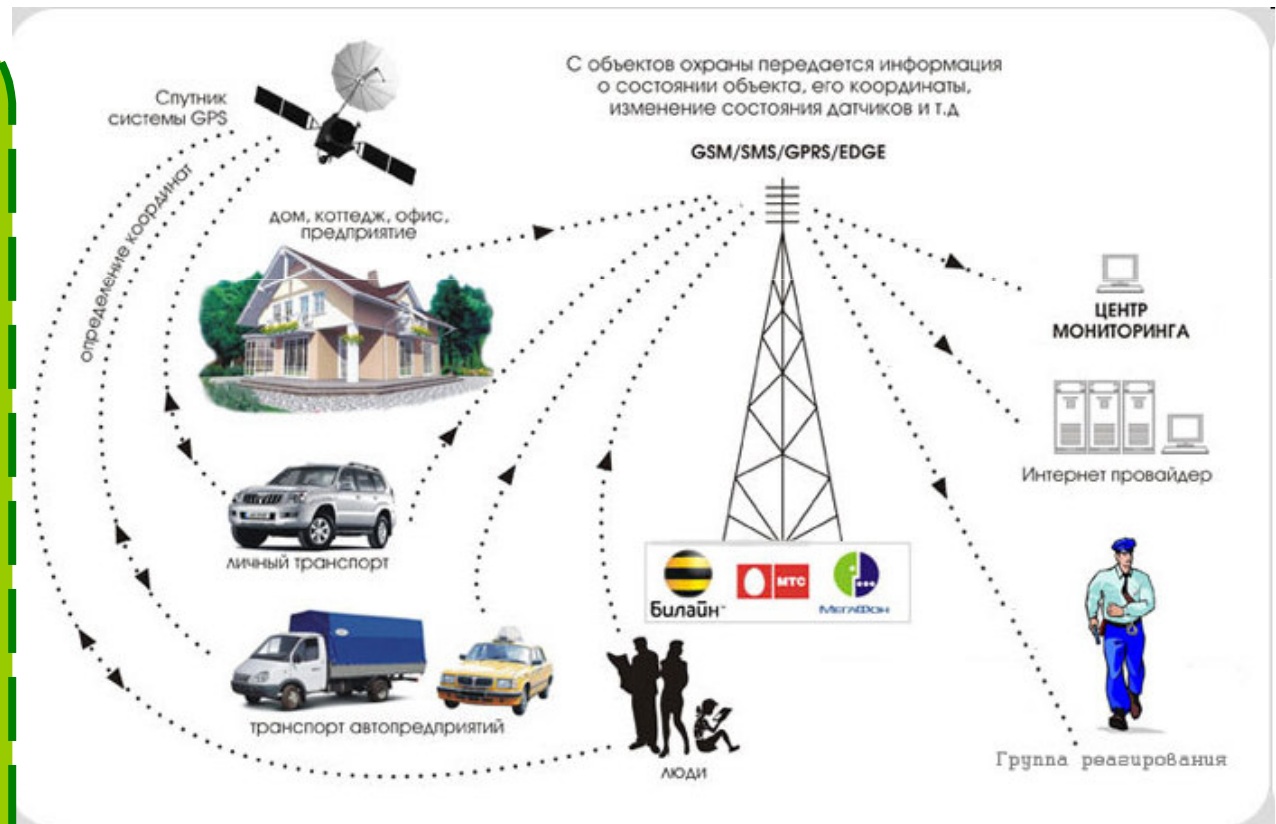 Спутник
системы GPS
определение координат
С объектов охраны передается информация
о состоянии объекта, его координаты,
изменение состояния датчиков и т.д
GSM/SMS/GPRS/EDGE
дом, коттедж, офис,
предприятие
ЦЕНТР
МОНИТОРИНГА
Интернет провайдер
личный транспорт
Билайн™
МТС
МегаФон
транспорт автопредприятий
люди
Группа реагирования